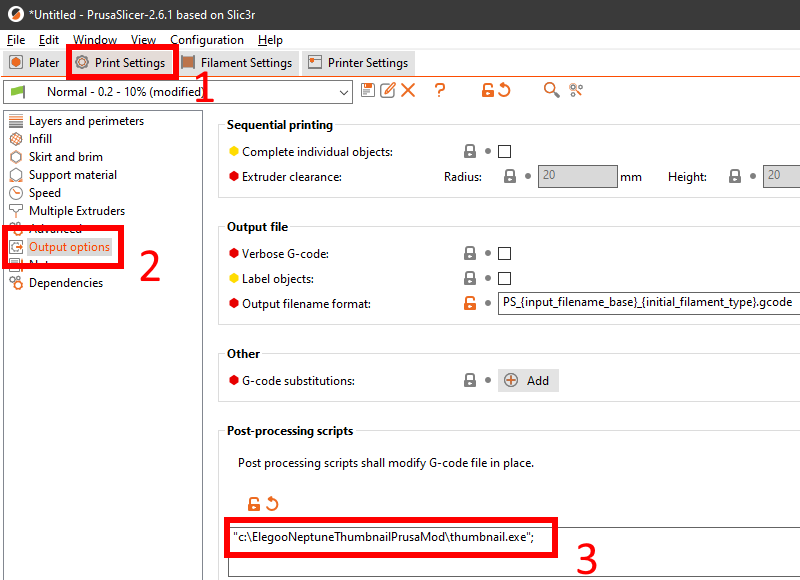 *Untitled - PrusaSlicer-2.6.1 based on Slic3r
File Edit Window View Configuration Help
Plater Print Settings Filament Settings Printer Settings
1
Normal - 0.2 - 10% (modified)
Layers and perimeters
Infill
Skirt and brim
Support material
Speed
Multiple Extruders
Advanced
Output options
2
Dependencies
Sequential printing
Complete individual objects:
Extruder clearance: Radius: 20 mm Height: 20
Output file
Verbose G-code:
Label objects:
Output filename format: PS_{input_filename_base}_{initial_filament_type}.gcode
Other
G-code substitutions: Add
Post-processing scripts
Post processing scripts shall modify G-code file in place.
"c:\ElegooNeptuneThumbnailPrusaMod\thumbnail.exe";
3